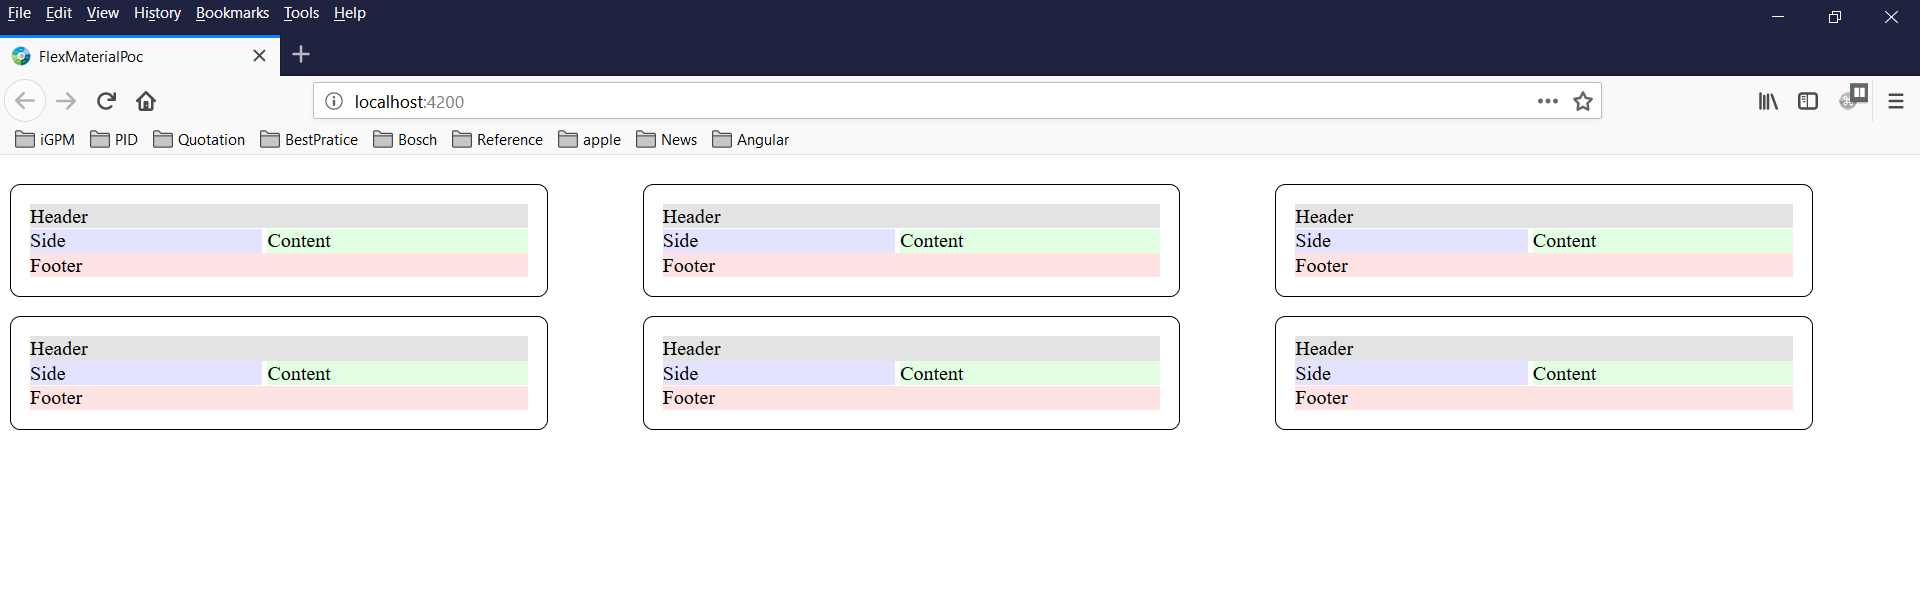 File Edit View History Bookmarks Tools Help
FlexMaterialPoc
localhost:4200
iGPM PID Quotation BestPratice Bosch Reference apple News Angular
Header Header Header
Side Content Side Content Side Content
Footer Footer Footer
Header Header Header
Side Content Side Content Side Content
Footer Footer Footer